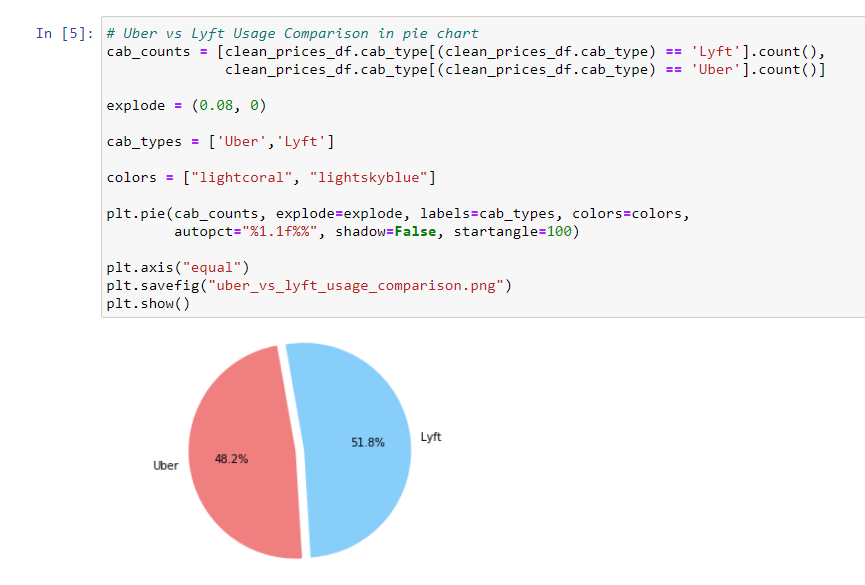 In [5]: # Uber vs Lyft Usage Comparison in pie chart
cab_counts = [clean_prices_df.cab_type[(clean_prices_df.cab_type) == 'Lyft'].count(),
              clean_prices_df.cab_type[(clean_prices_df.cab_type) == 'Uber'].count()]
explode = (0.08, 0)
cab_types = ['Uber','Lyft']
colors = ["lightcoral", "lightskyblue"]
plt.pie(cab_counts, explode=explode, labels=cab_types, colors=colors,
        autopct="%1.1f%%", shadow=False, startangle=100)
plt.axis("equal")
plt.savefig("uber_vs_lyft_usage_comparison.png")
plt.show()
Lyft
51.8%
48.2%
Uber